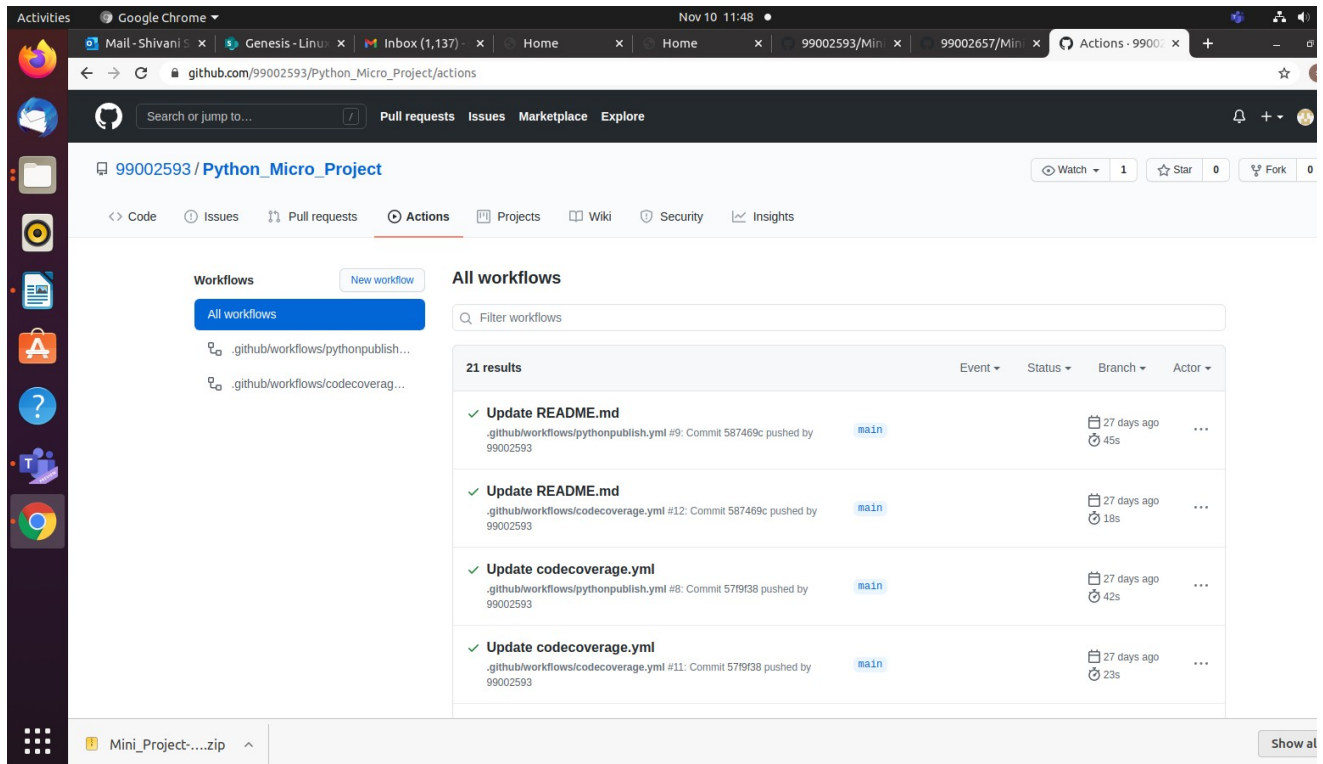 Activities Google Chrome Nov 10 11:48
Mail - Shivani S Genesis - Linux Inbox (1,137) - Home Home 99002593/Mini 99002657/Mini Actions · 99002
github.com/99002593/Python_Micro_Project/actions
Search or jump to... / Pull requests Issues Marketplace Explore
99002593 / Python_Micro_Project Watch 1 Star 0 Fork 0
Code Issues Pull requests Actions Projects Wiki Security Insights
Workflows New workflow All workflows
All workflows Filter workflows
.github/workflows/pythonpublish...
.github/workflows/codecoverag...
21 results Event Status Branch Actor
Update README.md
.github/workflows/pythonpublish.yml #9: Commit 587469c pushed by
99002593
main
27 days ago
45s
Update README.md
.github/workflows/codecoverage.yml #12: Commit 587469c pushed by
99002593
main
27 days ago
18s
Update codecoverage.yml
.github/workflows/pythonpublish.yml #8: Commit 57f9f38 pushed by
99002593
main
27 days ago
42s
Update codecoverage.yml
.github/workflows/codecoverage.yml #11: Commit 57f9f38 pushed by
99002593
main
27 days ago
23s
Mini_Project-....zip Show al